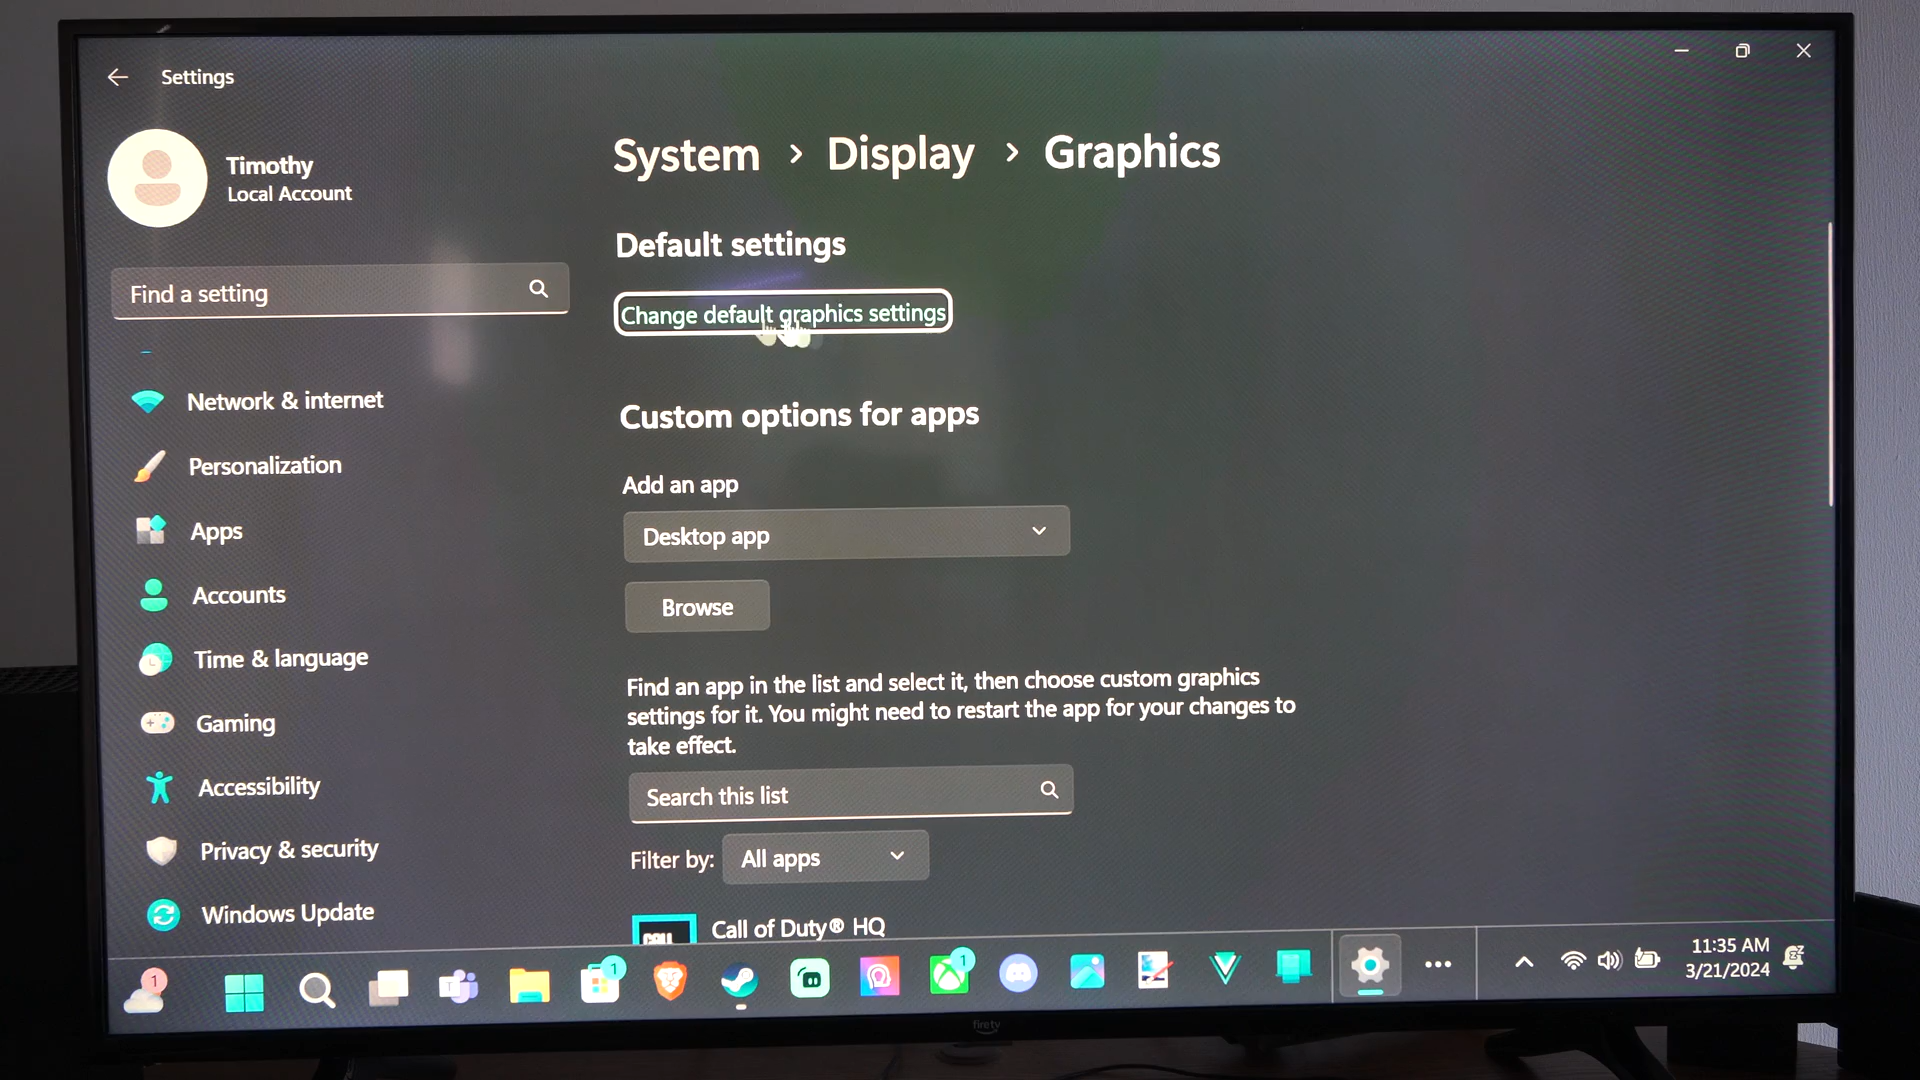 Settings
Timothy
Local Account
Find a setting
Network & internet
Personalization
Apps
Accounts
Time & language
Gaming
Accessibility
Privacy & security
Windows Update
System > Display > Graphics
Default settings
Change default graphics settings
Custom options for apps
Add an app
Desktop app
Browse
Find an app in the list and select it, then choose custom graphics
settings for it. You might need to restart the app for your changes to
take effect.
Search this list
Filter by: All apps
Call of Duty® HQ
1
1
1
11:35 AM
3/21/2024
firetv